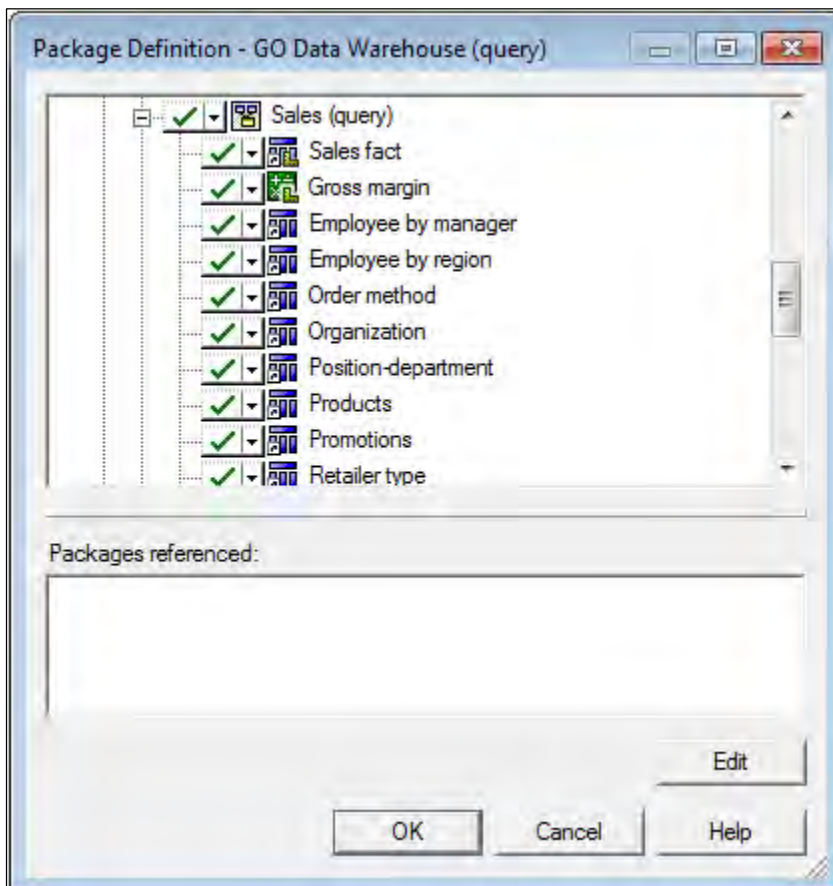 Package Definition - GO Data Warehouse (query)
Sales (query)
Sales fact
Gross margin
Employee by manager
Employee by region
Order method
Organization
Position-department
Products
Promotions
Retailer type
Packages referenced:
Edit
OK
Cancel
Help